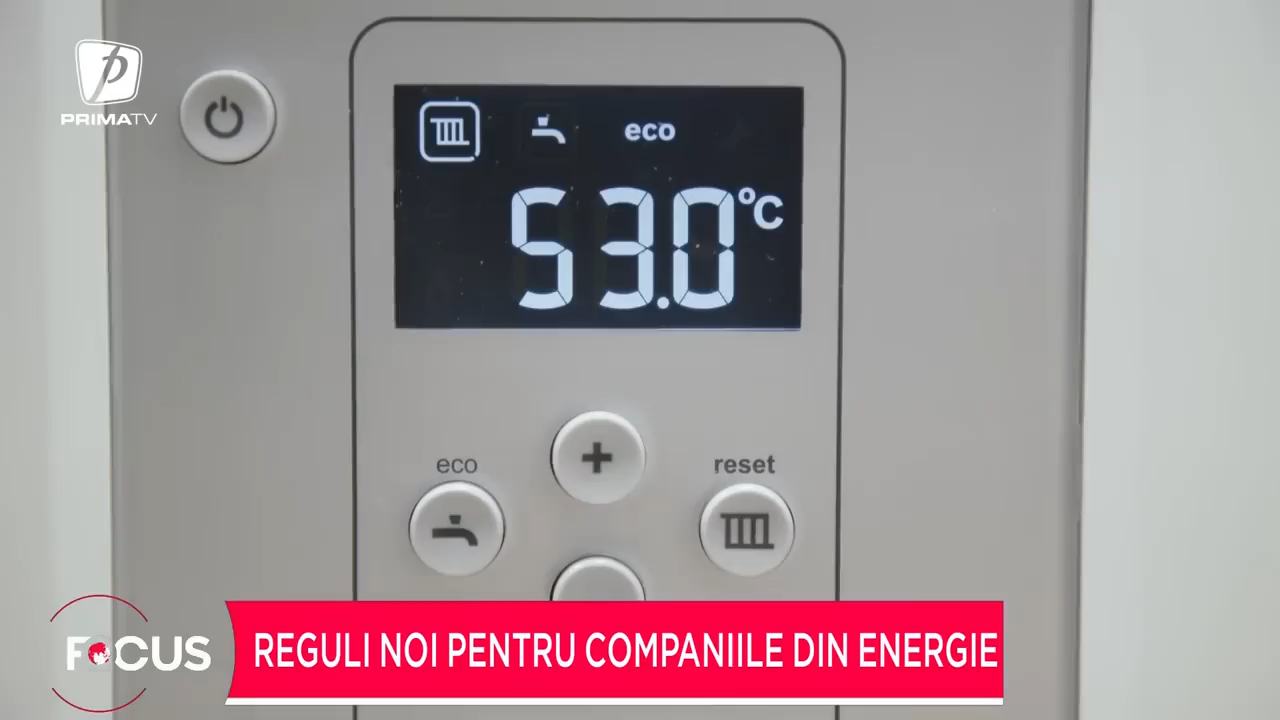 PRIMATV
eco
53.0°C
eco
reset
FOCUS
REGULI NOI PENTRU COMPANIILE DIN ENERGIE